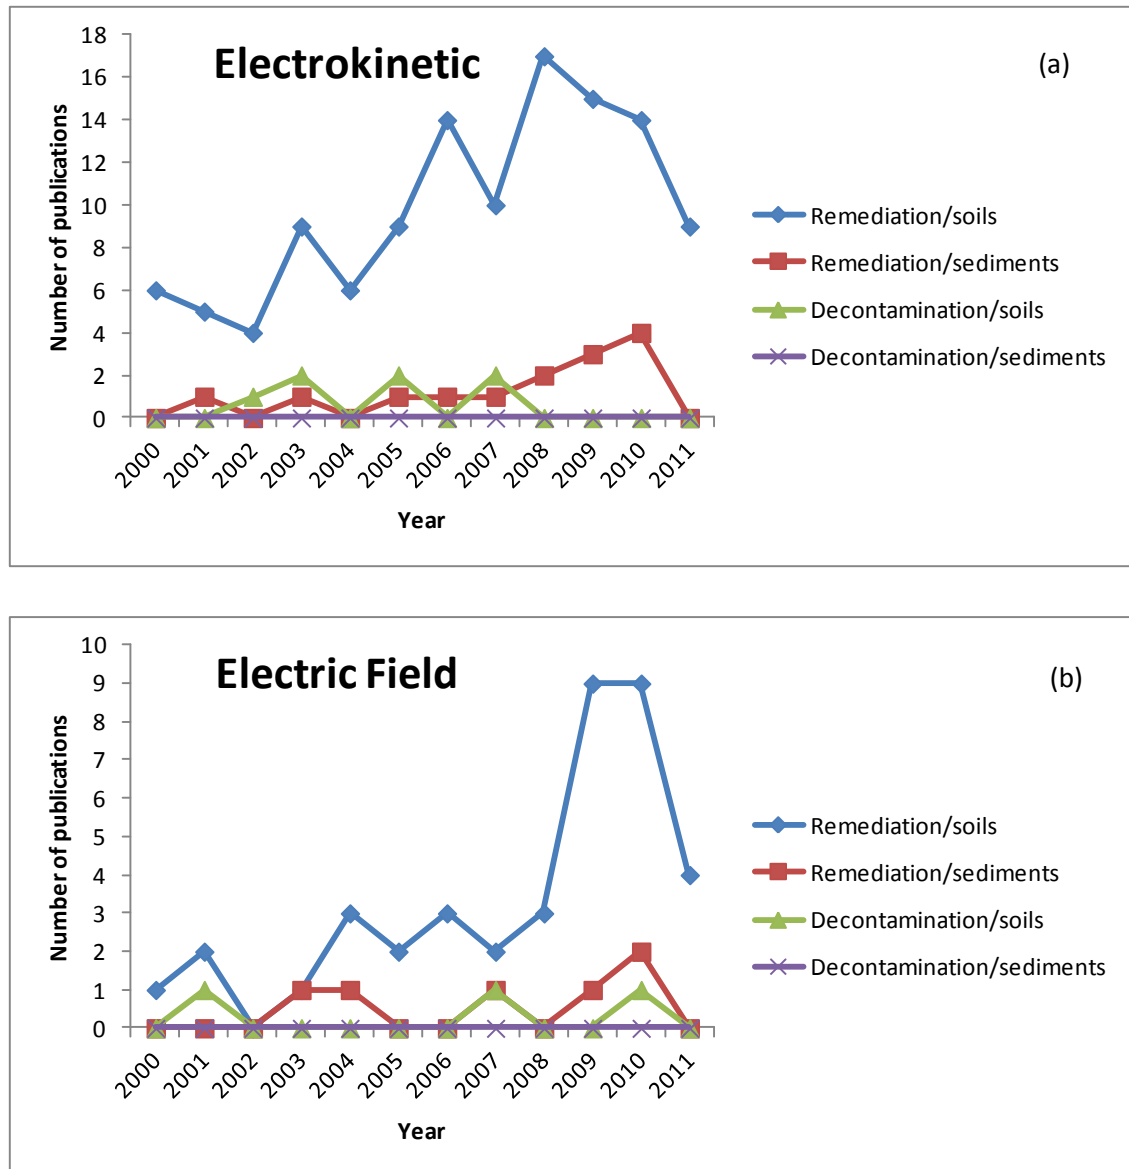 Electrokinetic
(a)
Number of publications
18
16
14
12
10
8
6
4
2
0
2000
2001
2002
2003
2004
2005
2006
2007
2008
2009
2010
2011
Year
Remediation/soils
Remediation/sediments
Decontamination/soils
Decontamination/sediments
Electric Field
(b)
Number of publications
10
9
8
7
6
5
4
3
2
1
0
2000
2001
2002
2003
2004
2005
2006
2007
2008
2009
2010
2011
Year
Remediation/soils
Remediation/sediments
Decontamination/soils
Decontamination/sediments